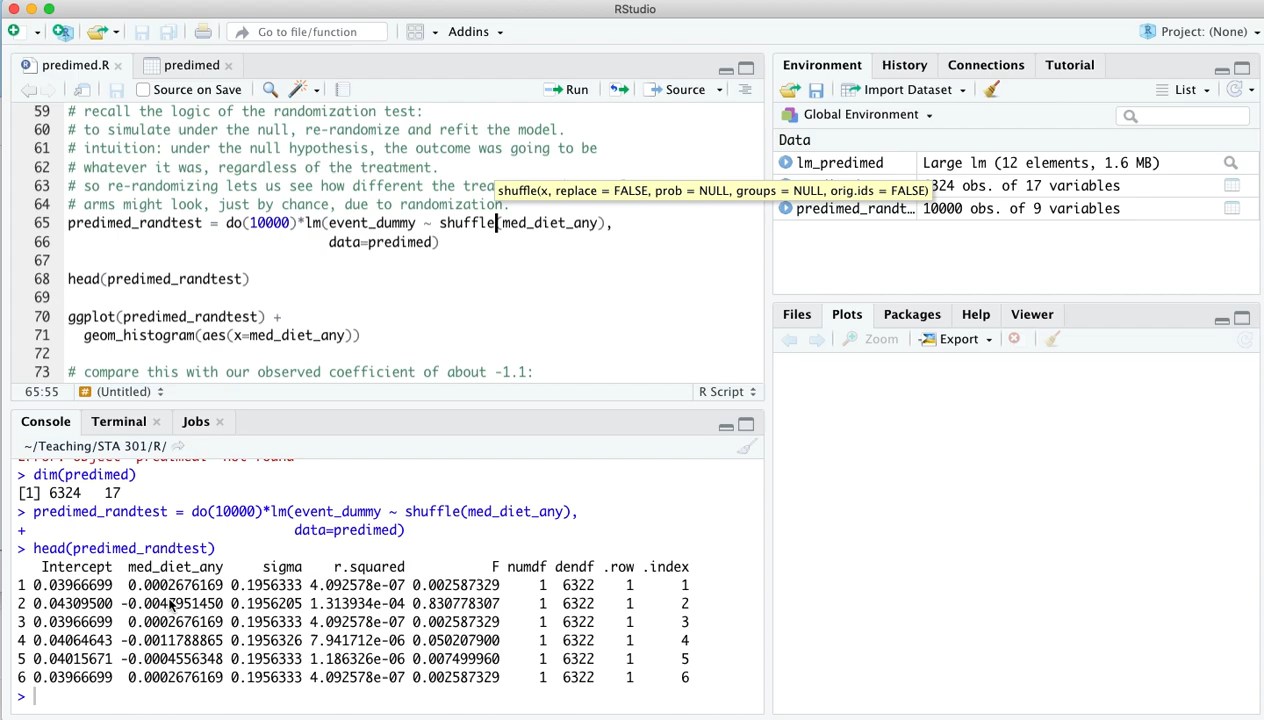 RStudio
Go to file/function
Addins
Project: (None)
predimed.R
predimed
Source on Save
Run
Source
59 # recall the logic of the randomization test:
60 # to simulate under the null, re-randomize and refit the model.
61 # intuition: under the null hypothesis, the outcome was going to be
62 # whatever it was, regardless of the treatment.
63 # so re-randomizing lets us see how different the trea
shuffle(x, replace = FALSE, prob = NULL, groups = NULL, orig.ids = FALSE)
64 # arms might look, just by chance, due to randomization.
65 predimed_randtest = do(10000)*lm(event_dummy ~ shuffle(med_diet_any),
66 data=predimed)
67
68 head(predimed_randtest)
69
70 ggplot(predimed_randtest) +
71 geom_histogram(aes(x=med_diet_any))
72
73 # compare this with our observed coefficient of about -1.1:
65:55
(Untitled)
R Script
Console
Terminal
Jobs
~/Teaching/STA 301/R/
> dim(predimed)
[1] 6324 17
> predimed_randtest = do(10000)*lm(event_dummy ~ shuffle(med_diet_any),
+ data=predimed)
> head(predimed_randtest)
Intercept med_diet_any sigma r.squared F numdf dendf .row .index
1 0.03966699 0.0002676169 0.1956333 4.092578e-07 0.002587329 1 6322 1 1
2 0.04309500 0.1956205 1.313934e-04 0.830778307 1 6322 1 2
3 0.03966699 0.0002676169 0.1956333 4.092578e-07 0.002587329 1 6322 1 3
4 0.04064643 -0.0011788865 0.1956326 7.941712e-06 0.050207900 1 6322 1 4
5 0.04015671 -0.0004556348 0.1956333 1.186326e-06 0.007499960 1 6322 1 5
6 0.03966699 0.0002676169 0.1956333 4.092578e-07 0.002587329 1 6322 1 6
>
Environment
History
Connections
Tutorial
Import Dataset
List
Global Environment
Data
lm_predimed Large lm (12 elements, 1.6 MB)
324 obs. of 17 variables
predimed_randt… 10000 obs. of 9 variables
Files
Plots
Packages
Help
Viewer
Zoom
Export